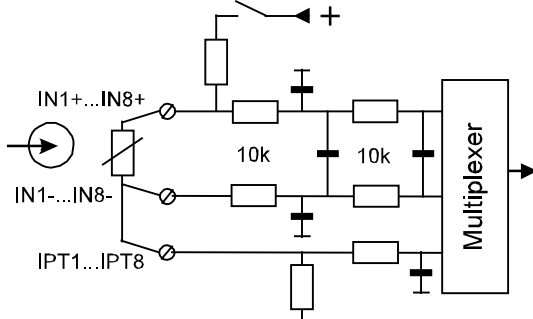 +
IN1+...IN8+
10k
10k
IN1-...IN8-
IPT1...IPT8
Multiplexer